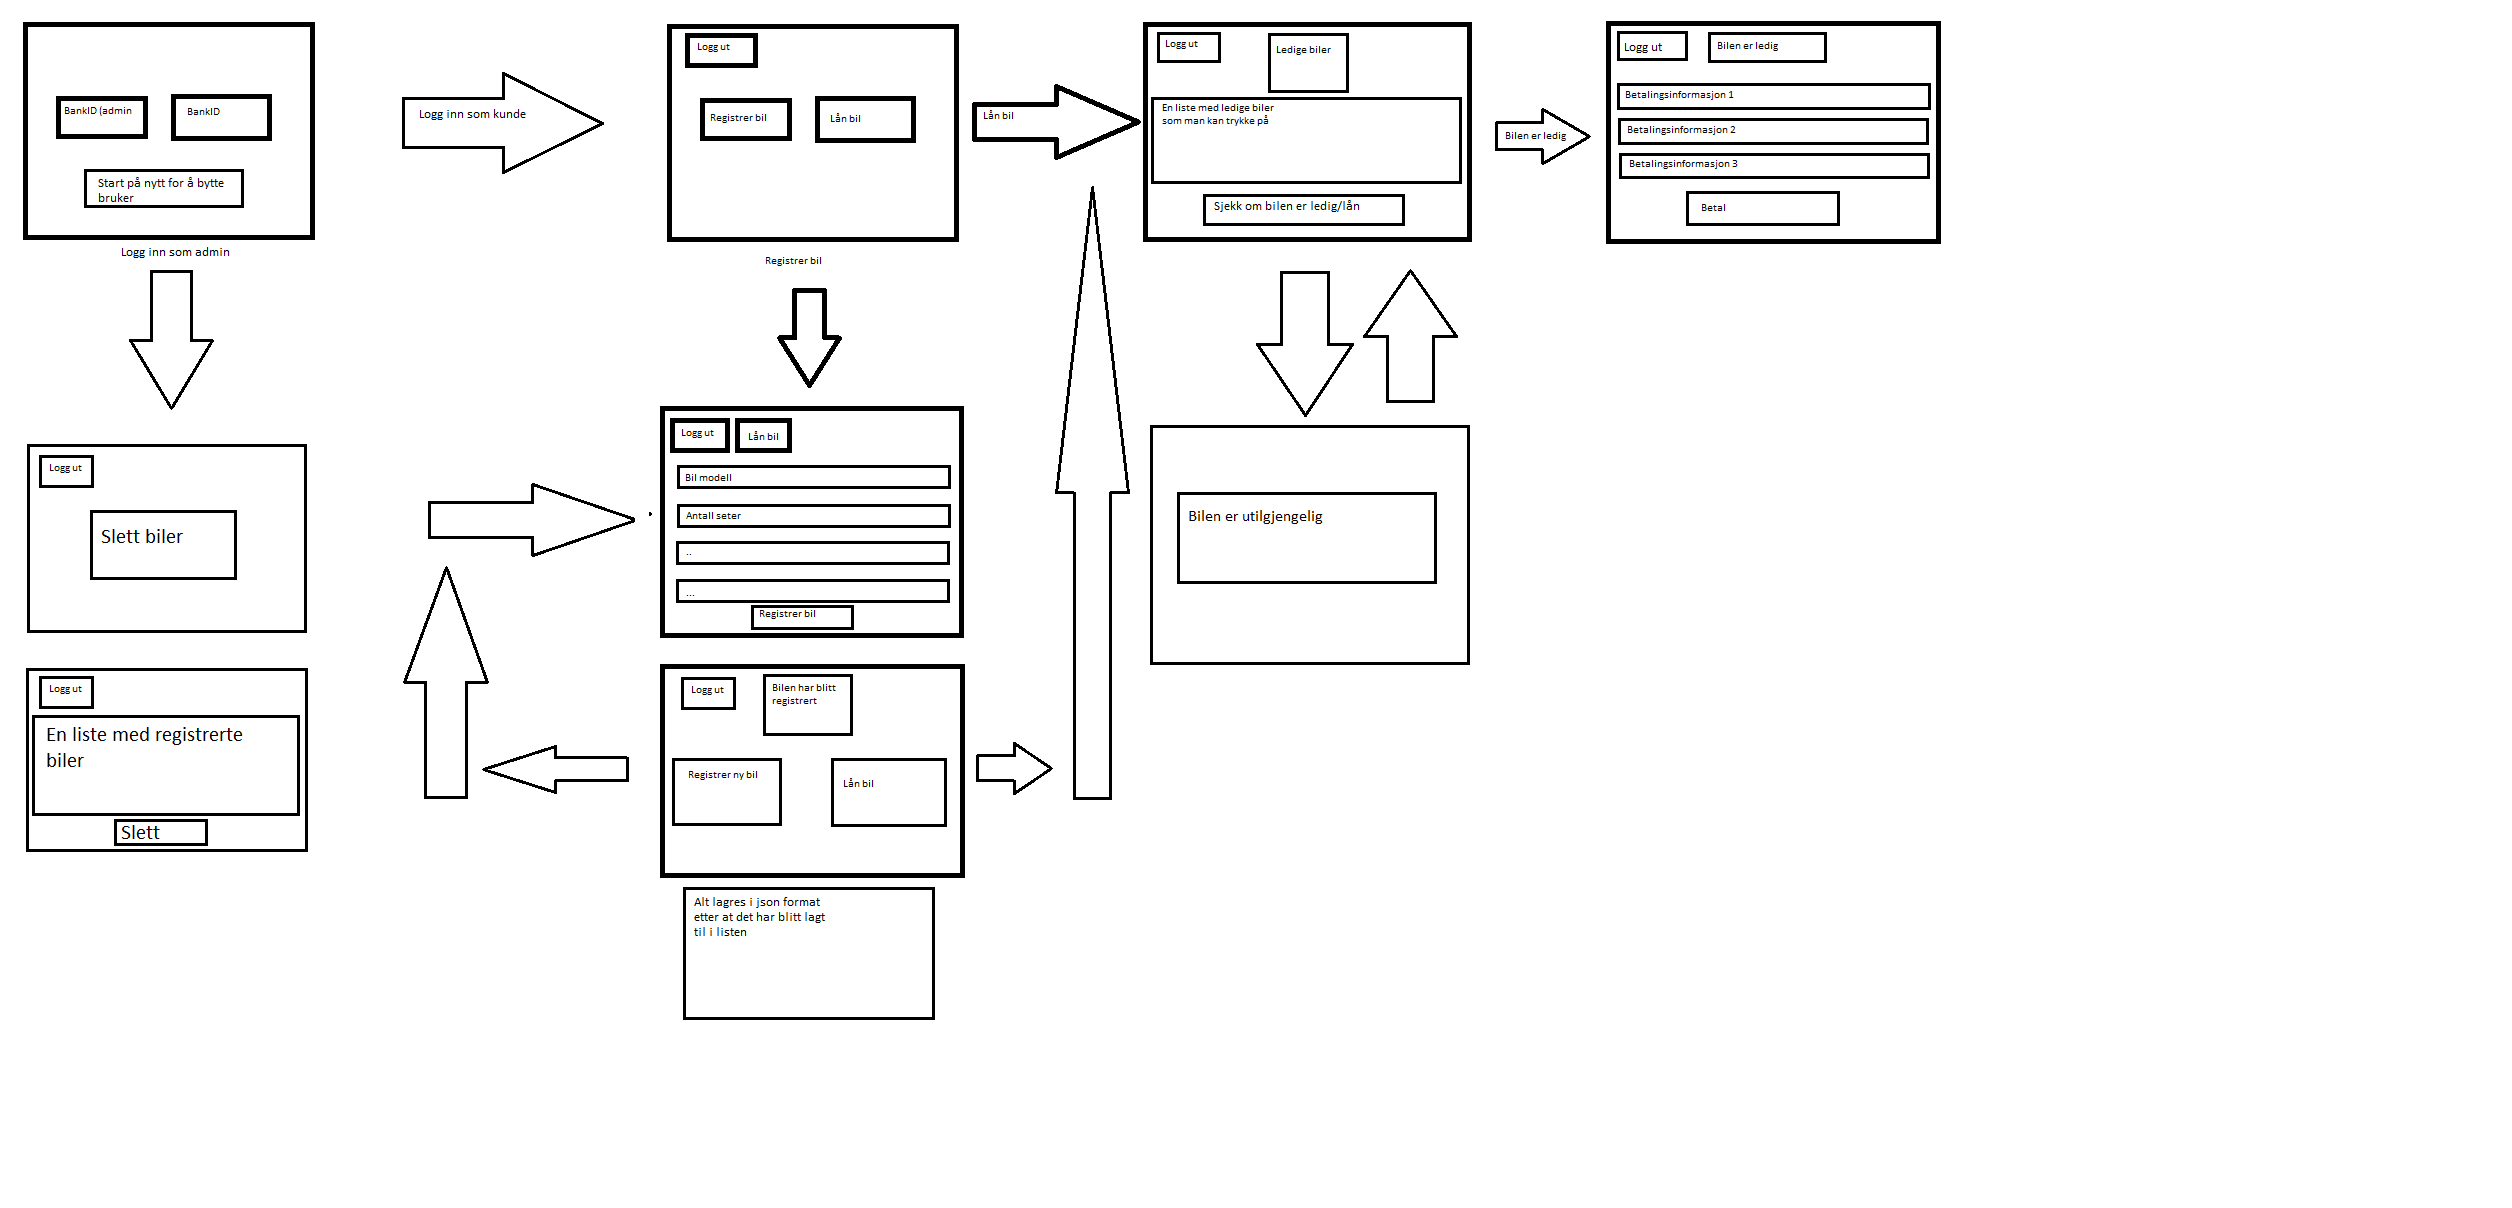 BankID (admin
BankID
Start på nytt for å bytte
bruker
Logg inn som admin
Logg inn som kunde
Logg ut
Registrer bil
Lån bil
Registrer bil
Lån bil
Logg ut
Ledige biler
En liste med ledige biler
som man kan trykke på
Sjekk om bilen er ledig/lån
Bilen er ledig
Logg ut
Bilen er ledig
Betalingsinformasjon 1
Betalingsinformasjon 2
Betalingsinformasjon 3
Betal
Logg ut
Slett biler
Logg ut
Lån bil
Bil modell
Antall seter
..
...
Registrer bil
Bilen er utilgjengelig
Logg ut
En liste med registrerte
biler
Slett
Logg ut
Bilen har blitt
registrert
Registrer ny bil
Lån bil
Alt lagres i json format
etter at det har blitt lagt
til i listen